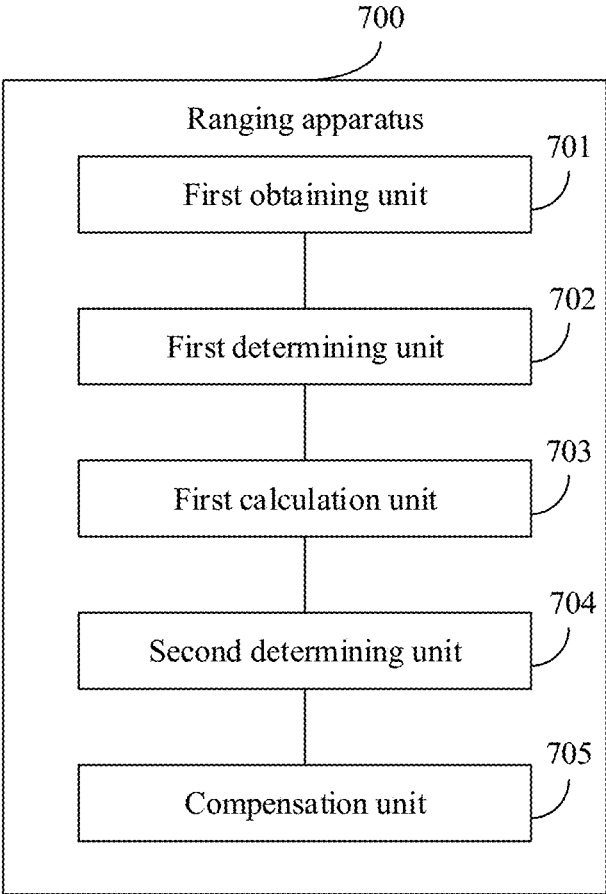 700
Ranging apparatus
701
First obtaining unit
702
First determining unit
703
First calculation unit
704
Second determining unit
705
Compensation unit